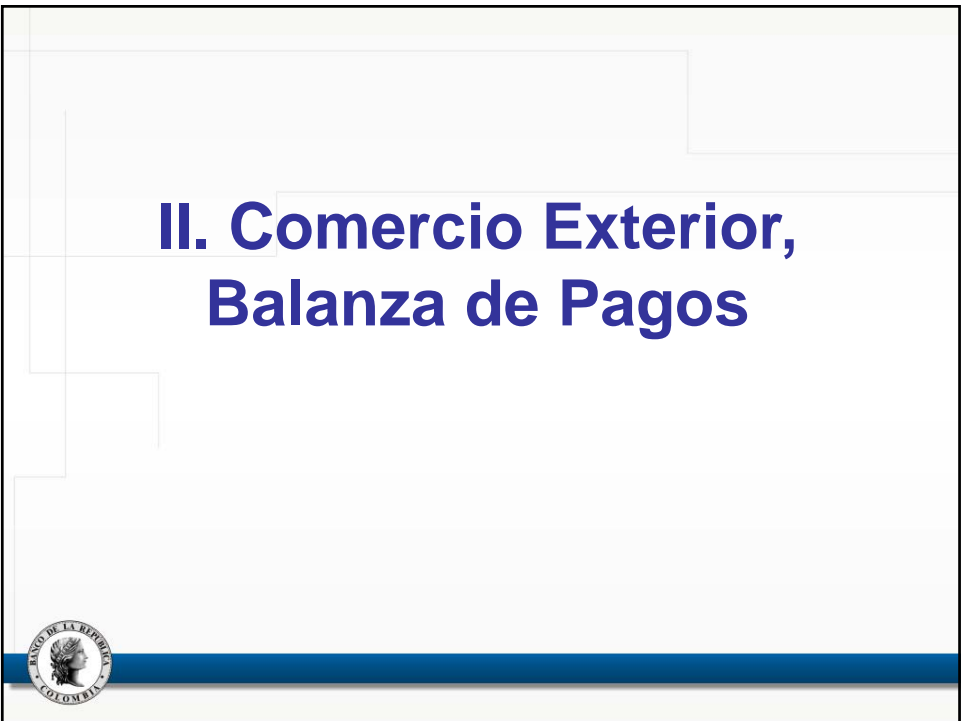 II. Comercio Exterior,
Balanza de Pagos
BANCO DE LA REPUBLICA
COLOMBIA